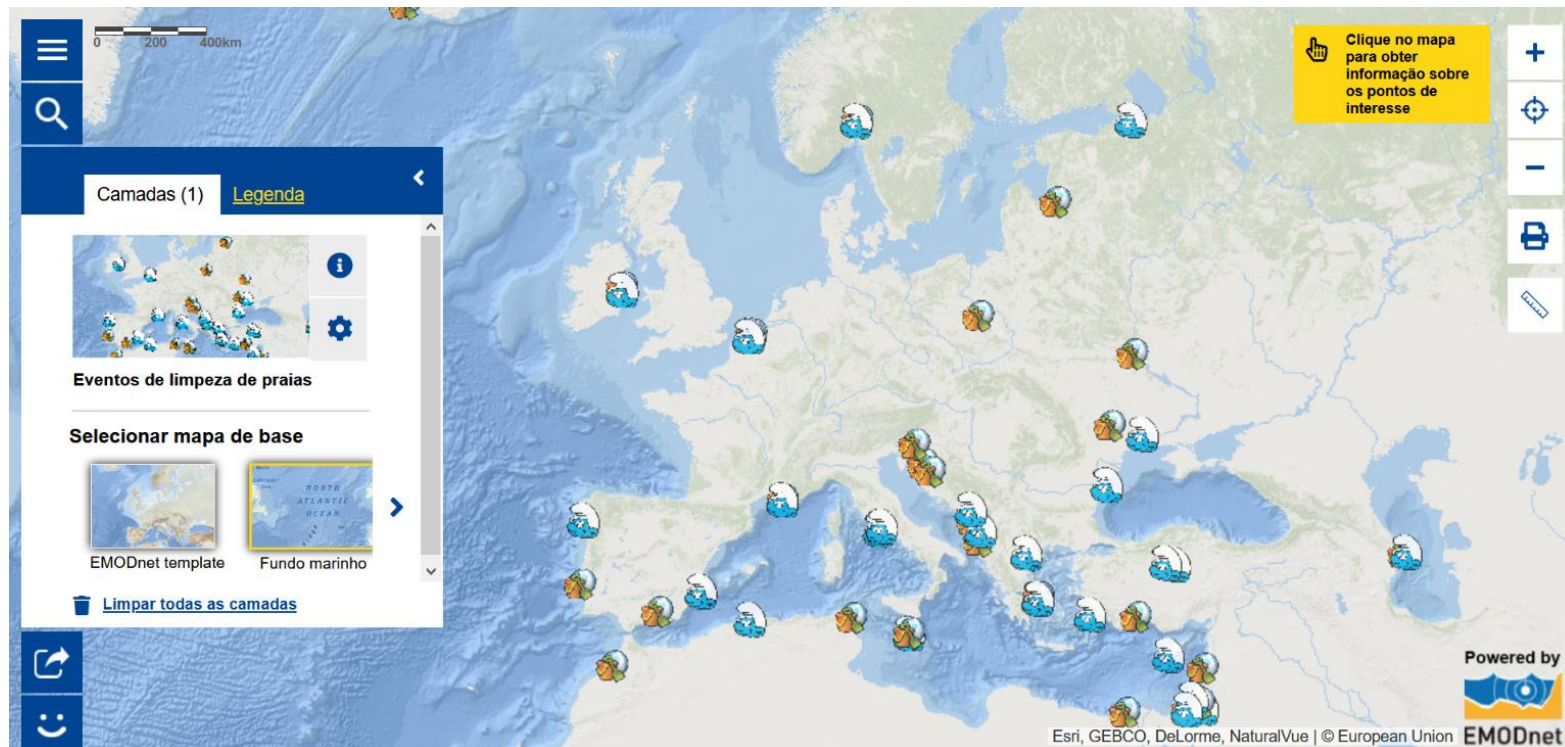 0 200 400km
Clique no mapa
para obter
informação sobre
os pontos de
interesse
Camadas (1) Legenda
Eventos de limpeza de praias
Selecionar mapa de base
NORTH
ATLANTIC
OCEAN
EMODnet template Fundo marinho
Limpar todas as camadas
Powered by
EMODnet
Esri, GEBCO, DeLorme, NaturalVue | © European Union